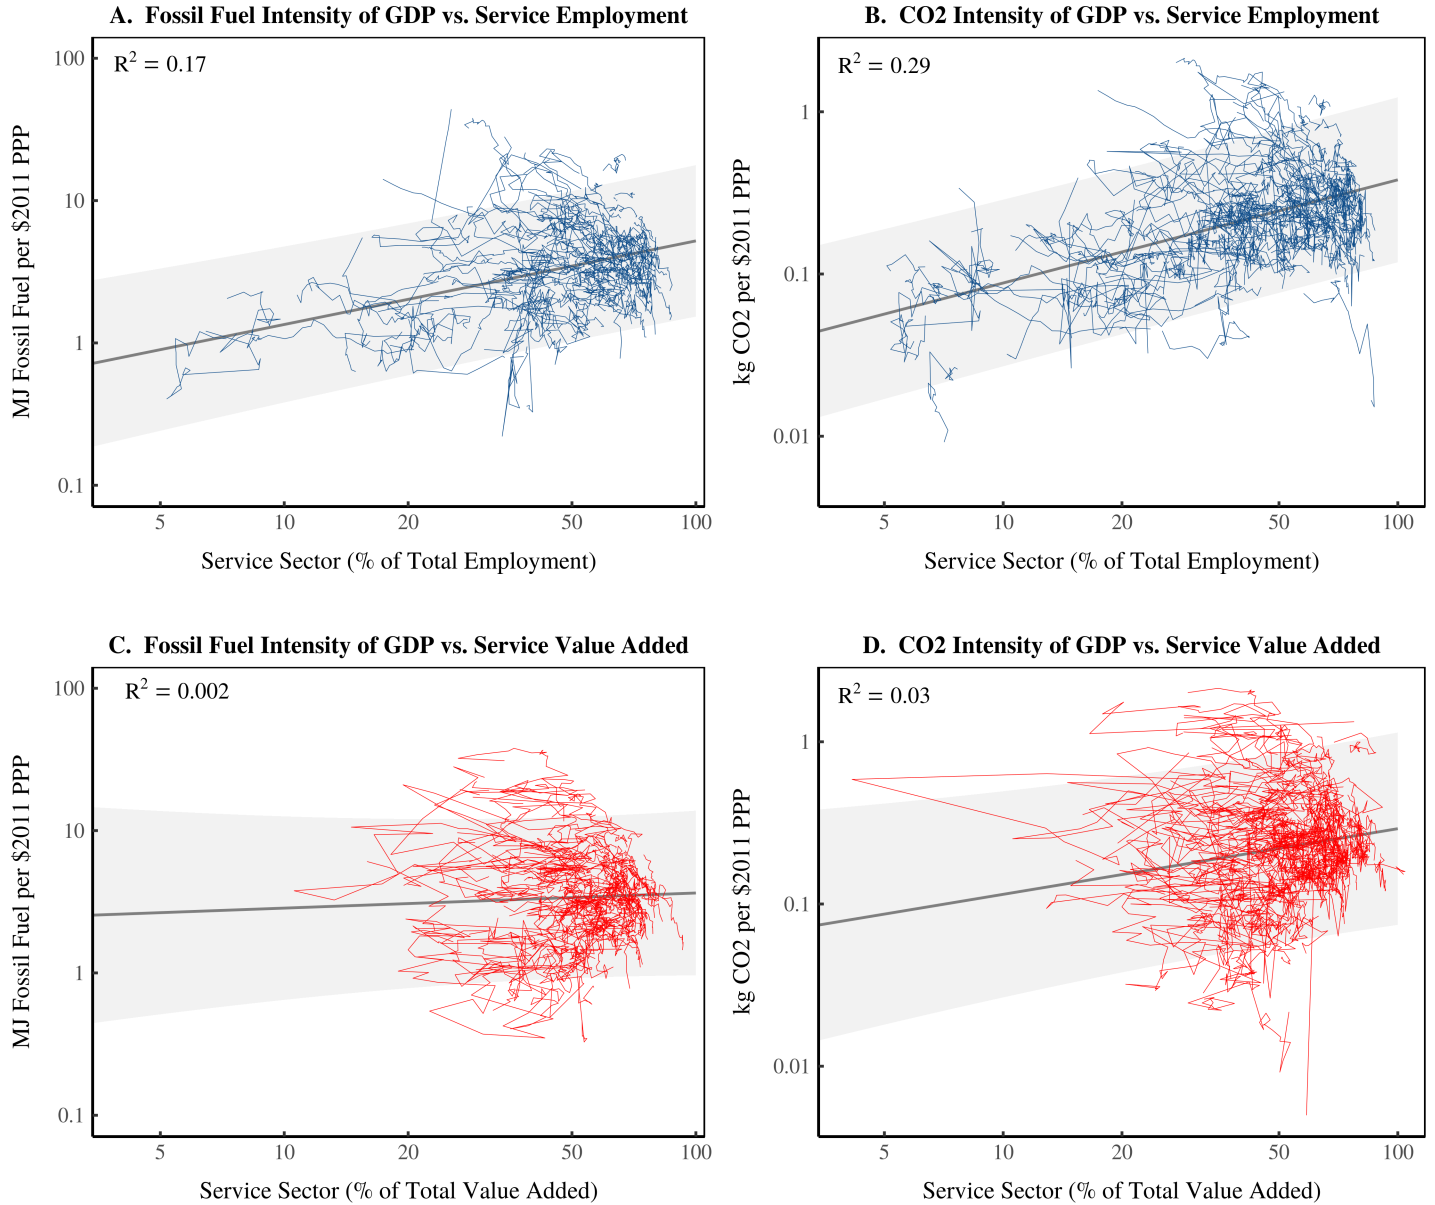 A. Fossil Fuel Intensity of GDP vs. Service Employment
R² = 0.17
MJ Fossil Fuel per $2011 PPP
100
10
1
0.1
5 10 20 50 100
Service Sector (% of Total Employment)
B. CO2 Intensity of GDP vs. Service Employment
R² = 0.29
kg CO2 per $2011 PPP
1
0.1
0.01
5 10 20 50 100
Service Sector (% of Total Employment)
C. Fossil Fuel Intensity of GDP vs. Service Value Added
R² = 0.002
MJ Fossil Fuel per $2011 PPP
100
10
1
0.1
5 10 20 50 100
Service Sector (% of Total Value Added)
D. CO2 Intensity of GDP vs. Service Value Added
R² = 0.03
kg CO2 per $2011 PPP
1
0.1
0.01
5 10 20 50 100
Service Sector (% of Total Value Added)